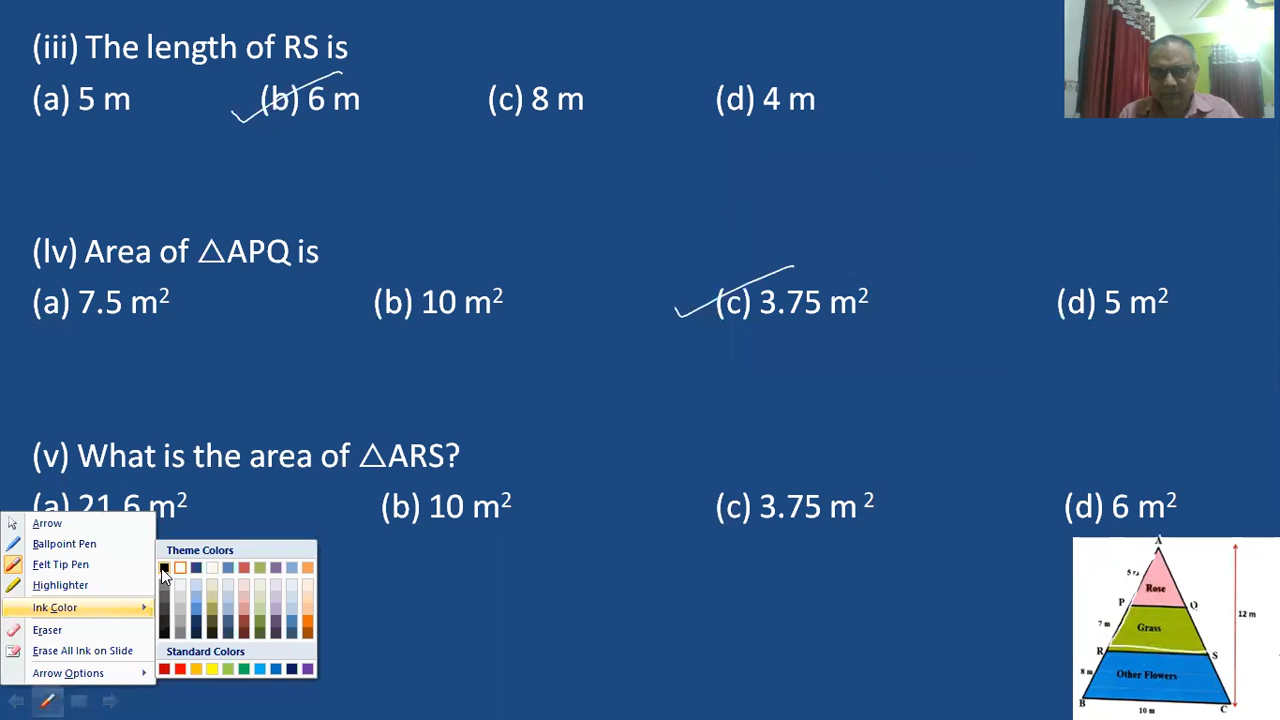 (iii) The length of RS is
(a) 5 m (b) 6 m (c) 8 m (d) 4 m
(lv) Area of △APQ is
(a) 7.5 m² (b) 10 m² (c) 3.75 m² (d) 5 m²
(v) What is the area of △ARS?
(a) 21.6 m² (b) 10 m² (c) 3.75 m ² (d) 6 m²
Arrow
Ballpoint Pen
Felt Tip Pen
Highlighter
Ink Color
Eraser
Erase All Ink on Slide
Arrow Options
Theme Colors
Standard Colors
A
5 m
Rose
P Q
12 m
7 m
Grass
R S
8 m
Other Flowers
B C
10 m